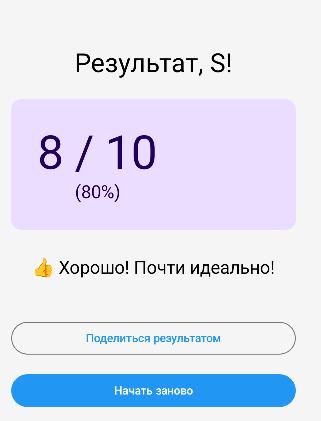 Результат, S!
8 / 10
(80%)
👍 Хорошо! Почти идеально!
Поделиться результатом
Начать заново